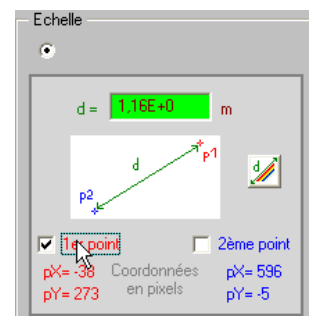 Echelle
d = 1,16E+0 m
d
p1
d
p2
1er point 2ème point
pX= -38 Coordonnées pX= 596
pY= 273 en pixels pY= -5